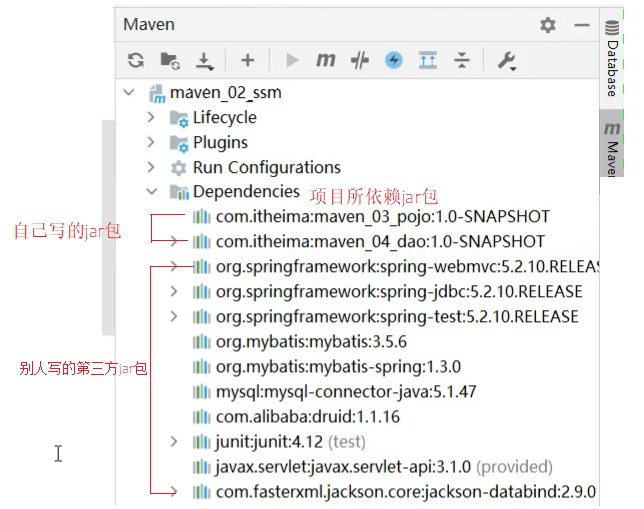 Maven
maven_02_ssm
Lifecycle
Plugins
Run Configurations
Dependencies
项目所依赖jar包
自己写的jar包
com.itheima:maven_03_pojo:1.0-SNAPSHOT
com.itheima:maven_04_dao:1.0-SNAPSHOT
org.springframework:spring-webmvc:5.2.10.RELEAS
org.springframework:spring-jdbc:5.2.10.RELEASE
org.springframework:spring-test:5.2.10.RELEASE
org.mybatis:mybatis:3.5.6
别人写的第三方jar包
org.mybatis:mybatis-spring:1.3.0
mysql:mysql-connector-java:5.1.47
com.alibaba:druid:1.1.16
junit:junit:4.12 (test)
javax.servlet:javax.servlet-api:3.1.0 (provided)
com.fasterxml.jackson.core:jackson-databind:2.9.0
Database
m Maven